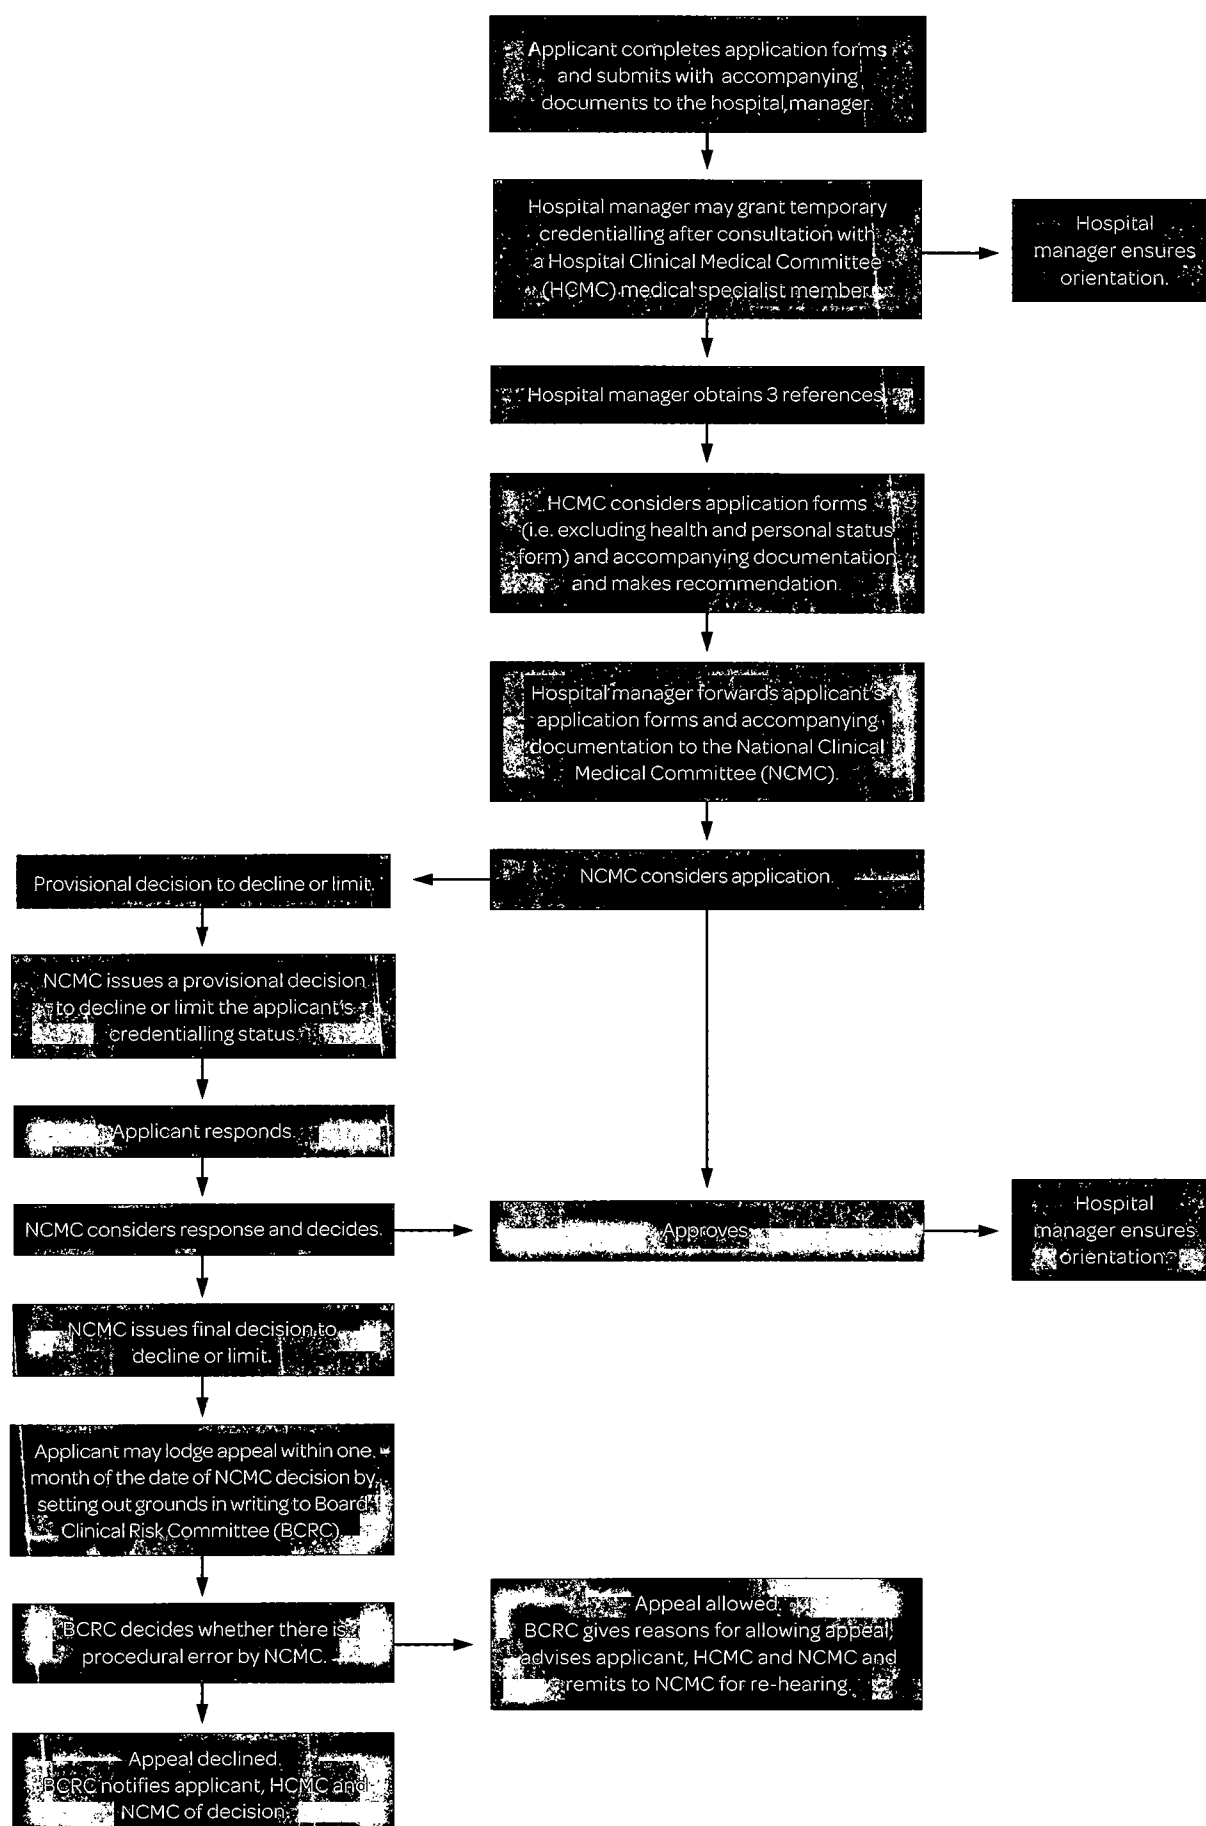 Applicant completes application forms
and submits with accompanying
documents to the hospital manager.
Hospital manager may grant temporary
credentialling after consultation with
a Hospital Clinical Medical Committee
(HCMC) medical specialist member.
Hospital
manager ensures
orientation.
Hospital manager obtains 3 references
HCMC considers application forms
(i.e. excluding health and personal status
form) and accompanying documentation
and makes recommendation.
Hospital manager forwards applicant's
application forms and accompanying
documentation to the National Clinical
Medical Committee (NCMC).
NCMC considers application.
Provisional decision to decline or limit.
NCMC issues a provisional decision
to decline or limit the applicant's
credentialling status.
Applicant responds.
NCMC considers response and decides.
Approves
Hospital
manager ensures
orientation.
NCMC issues final decision to
decline or limit.
Applicant may lodge appeal within one
month of the date of NCMC decision by
setting out grounds in writing to Board
Clinical Risk Committee (BCRC)
BCRC decides whether there is
procedural error by NCMC.
Appeal allowed.
BCRC gives reasons for allowing appeal,
advises applicant, HCMC and NCMC and
remits to NCMC for re-hearing.
Appeal declined.
BCRC notifies applicant, HCMC and
NCMC of decision.